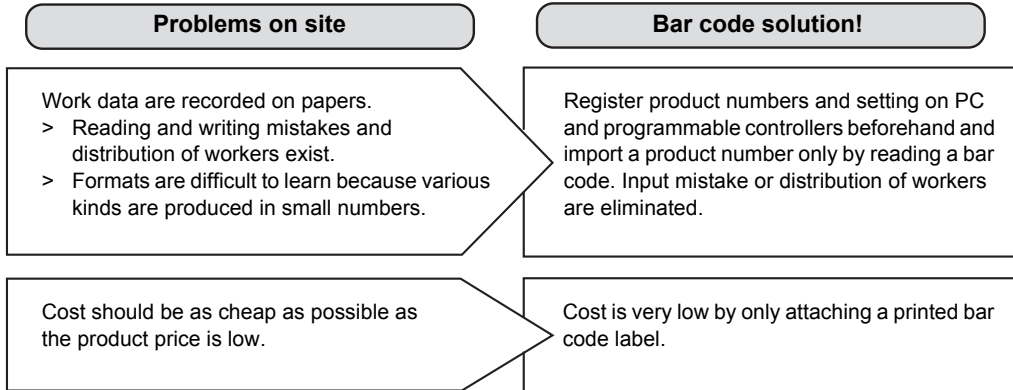 Problems on site
Bar code solution!
Work data are recorded on papers.
> Reading and writing mistakes and
distribution of workers exist.
> Formats are difficult to learn because various
kinds are produced in small numbers.
Register product numbers and setting on PC
and programmable controllers beforehand and
import a product number only by reading a bar
code. Input mistake or distribution of workers
are eliminated.
Cost should be as cheap as possible as
the product price is low.
Cost is very low by only attaching a printed bar
code label.